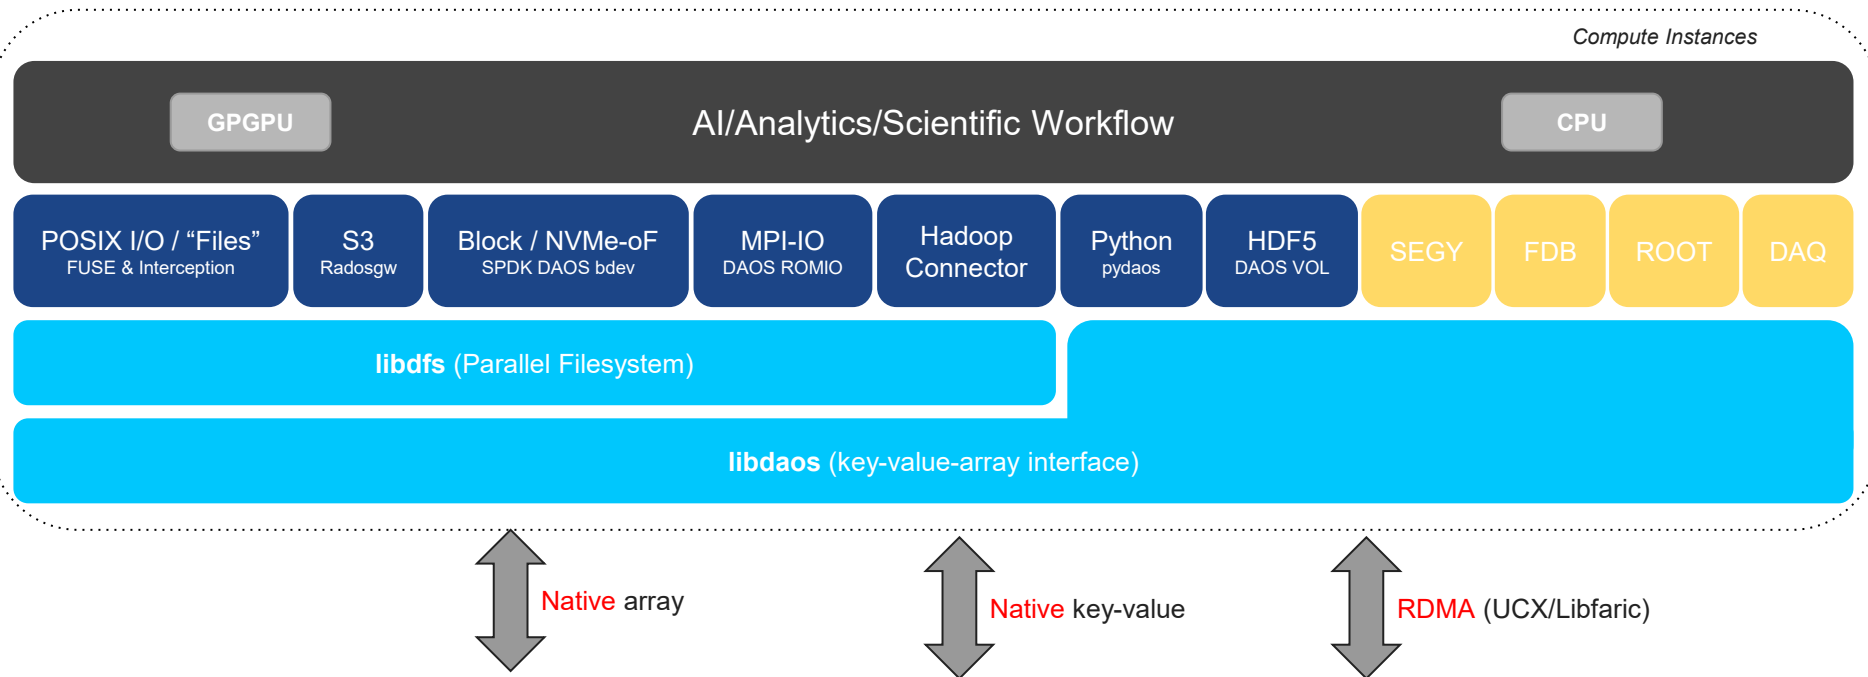 Compute Instances
GPGPU
AI/Analytics/Scientific Workflow
CPU
POSIX I/O / “Files”
FUSE & Interception
S3
Radosgw
Block / NVMe-oF
SPDK DAOS bdev
MPI-IO
DAOS ROMIO
Hadoop
Connector
Python
pydaos
HDF5
DAOS VOL
SEGY
FDB
ROOT
DAQ
libdfs (Parallel Filesystem)
libdaos (key-value-array interface)
Native array
Native key-value
RDMA (UCX/Libfaric)